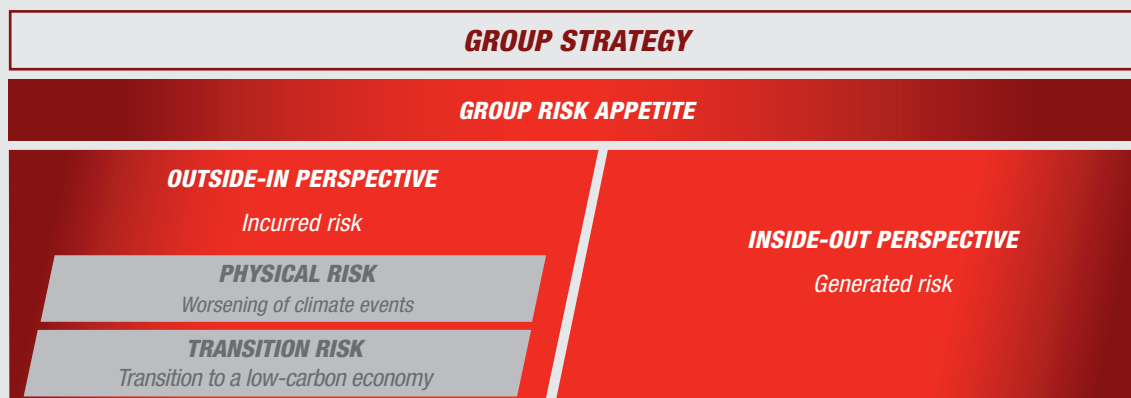 GROUP STRATEGY
GROUP RISK APPETITE
OUTSIDE-IN PERSPECTIVE
Incurred risk
PHYSICAL RISK
Worsening of climate events
TRANSITION RISK
Transition to a low-carbon economy
INSIDE-OUT PERSPECTIVE
Generated risk